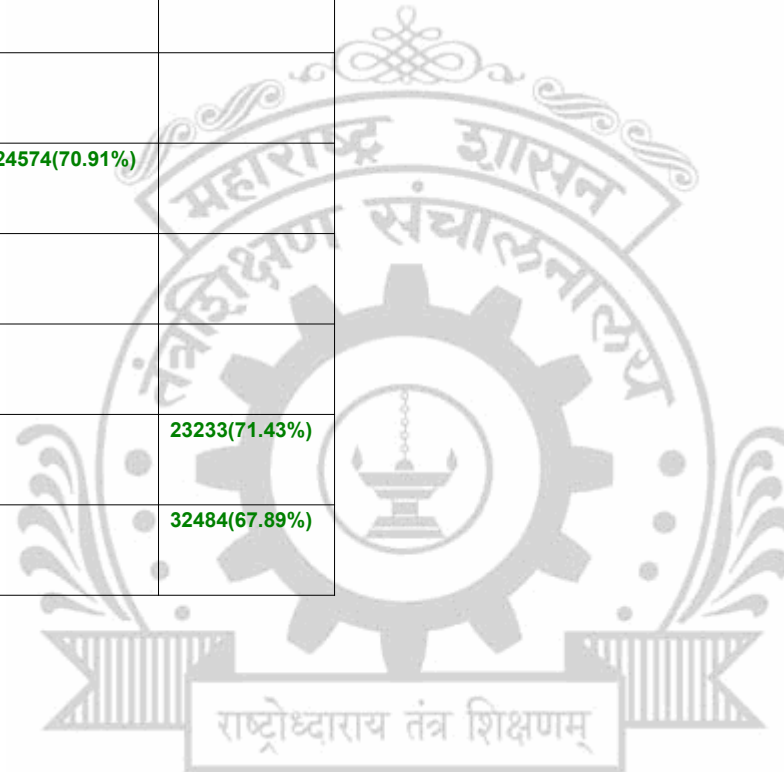 महाराष्ट्र शासन
24574(70.91%)
तंत्रशिक्षण संचालनालय
23233(71.43%)
32484(67.89%)
राष्ट्रोध्दाराय तंत्र शिक्षणम्